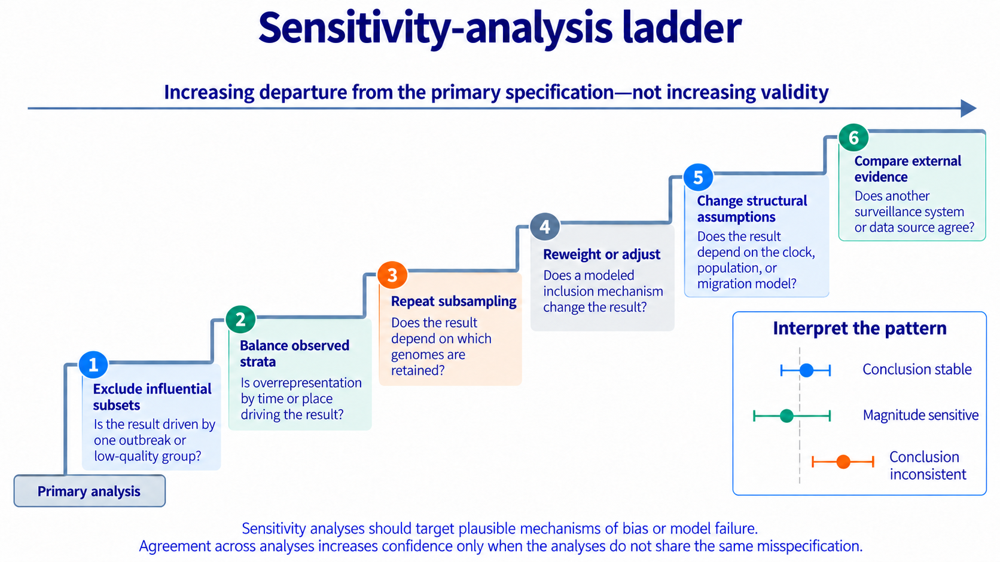 Sensitivity-analysis ladder
Increasing departure from the primary specification—not increasing validity
Primary analysis
1
Exclude influential
subsets
Is the result driven by
one outbreak or
low-quality group?
2
Balance observed
strata
Is overrepresentation
by time or place
driving the result?
3
Repeat subsampling
Does the result
depend on which
genomes are
retained?
4
Reweight or adjust
Does a modeled
inclusion mechanism
change the result?
5
Change structural
assumptions
Does the result
depend on the clock,
population, or
migration model?
6
Compare external
evidence
Does another
surveillance system
or data source agree?
Interpret the pattern
Conclusion stable
Magnitude sensitive
Conclusion
inconsistent
Sensitivity analyses should target plausible mechanisms of bias or model failure.
Agreement across analyses increases confidence only when the analyses do not share the same misspecification.